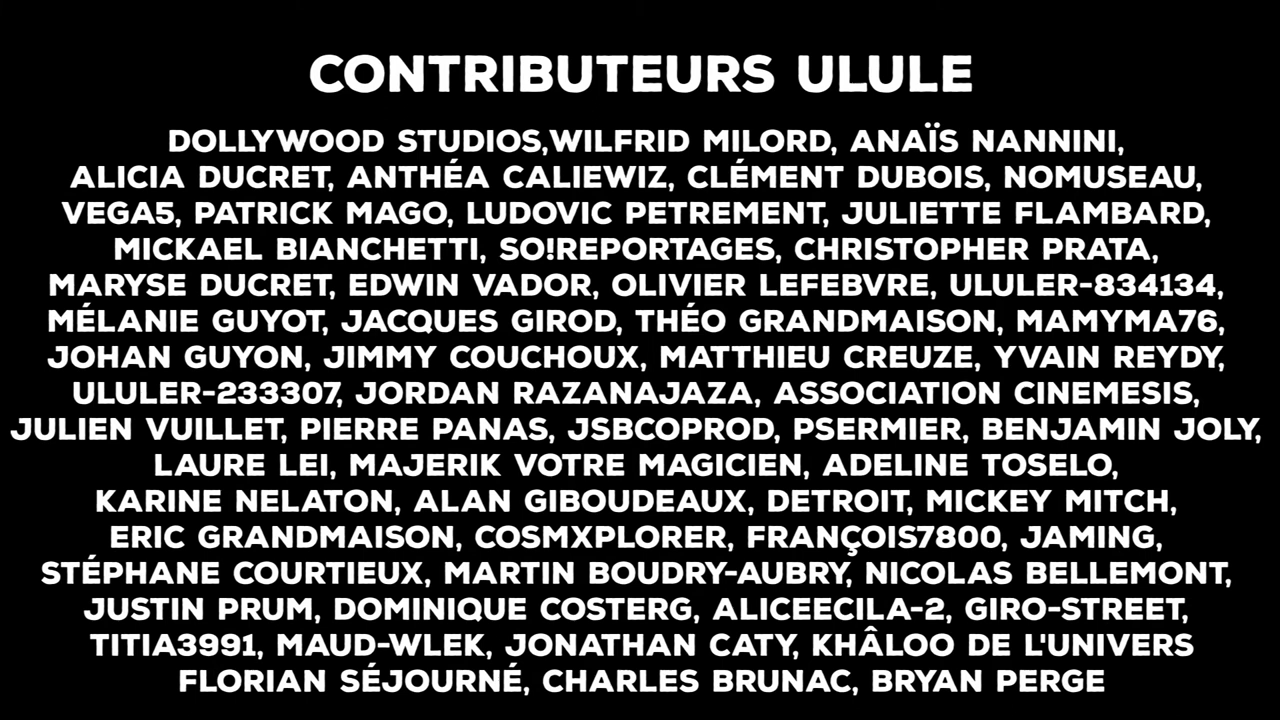 CONTRIBUTEURS ULULE
DOLLYWOOD STUDIOS,WILFRID MILORD, ANAÏS NANNINI,
ALICIA DUCRET, ANTHÉA CALIEWIZ, CLÉMENT DUBOIS, NOMUSEAU,
VEGA5, PATRICK MAGO, LUDOVIC PETREMENT, JULIETTE FLAMBARD,
MICKAEL BIANCHETTI, SO!REPORTAGES, CHRISTOPHER PRATA,
MARYSE DUCRET, EDWIN VADOR, OLIVIER LEFEBVRE, ULULER-834134,
MÉLANIE GUYOT, JACQUES GIROD, THÉO GRANDMAISON, MAMYMA76,
JOHAN GUYON, JIMMY COUCHOUX, MATTHIEU CREUZE, YVAIN REYDY,
ULULER-233307, JORDAN RAZANAJAZA, ASSOCIATION CINEMESIS,
JULIEN VUILLET, PIERRE PANAS, JSBCOPROD, PSERMIER, BENJAMIN JOLY,
LAURE LEI, MAJERIK VOTRE MAGICIEN, ADELINE TOSELO,
KARINE NELATON, ALAN GIBOUDEAUX, DETROIT, MICKEY MITCH,
ERIC GRANDMAISON, COSMXPLORER, FRANÇOIS7800, JAMING,
STÉPHANE COURTIEUX, MARTIN BOUDRY-AUBRY, NICOLAS BELLEMONT,
JUSTIN PRUM, DOMINIQUE COSTERG, ALICEECILA-2, GIRO-STREET,
TITIA3991, MAUD-WLEK, JONATHAN CATY, KHÂLOO DE L'UNIVERS
FLORIAN SÉJOURNÉ, CHARLES BRUNAC, BRYAN PERGE